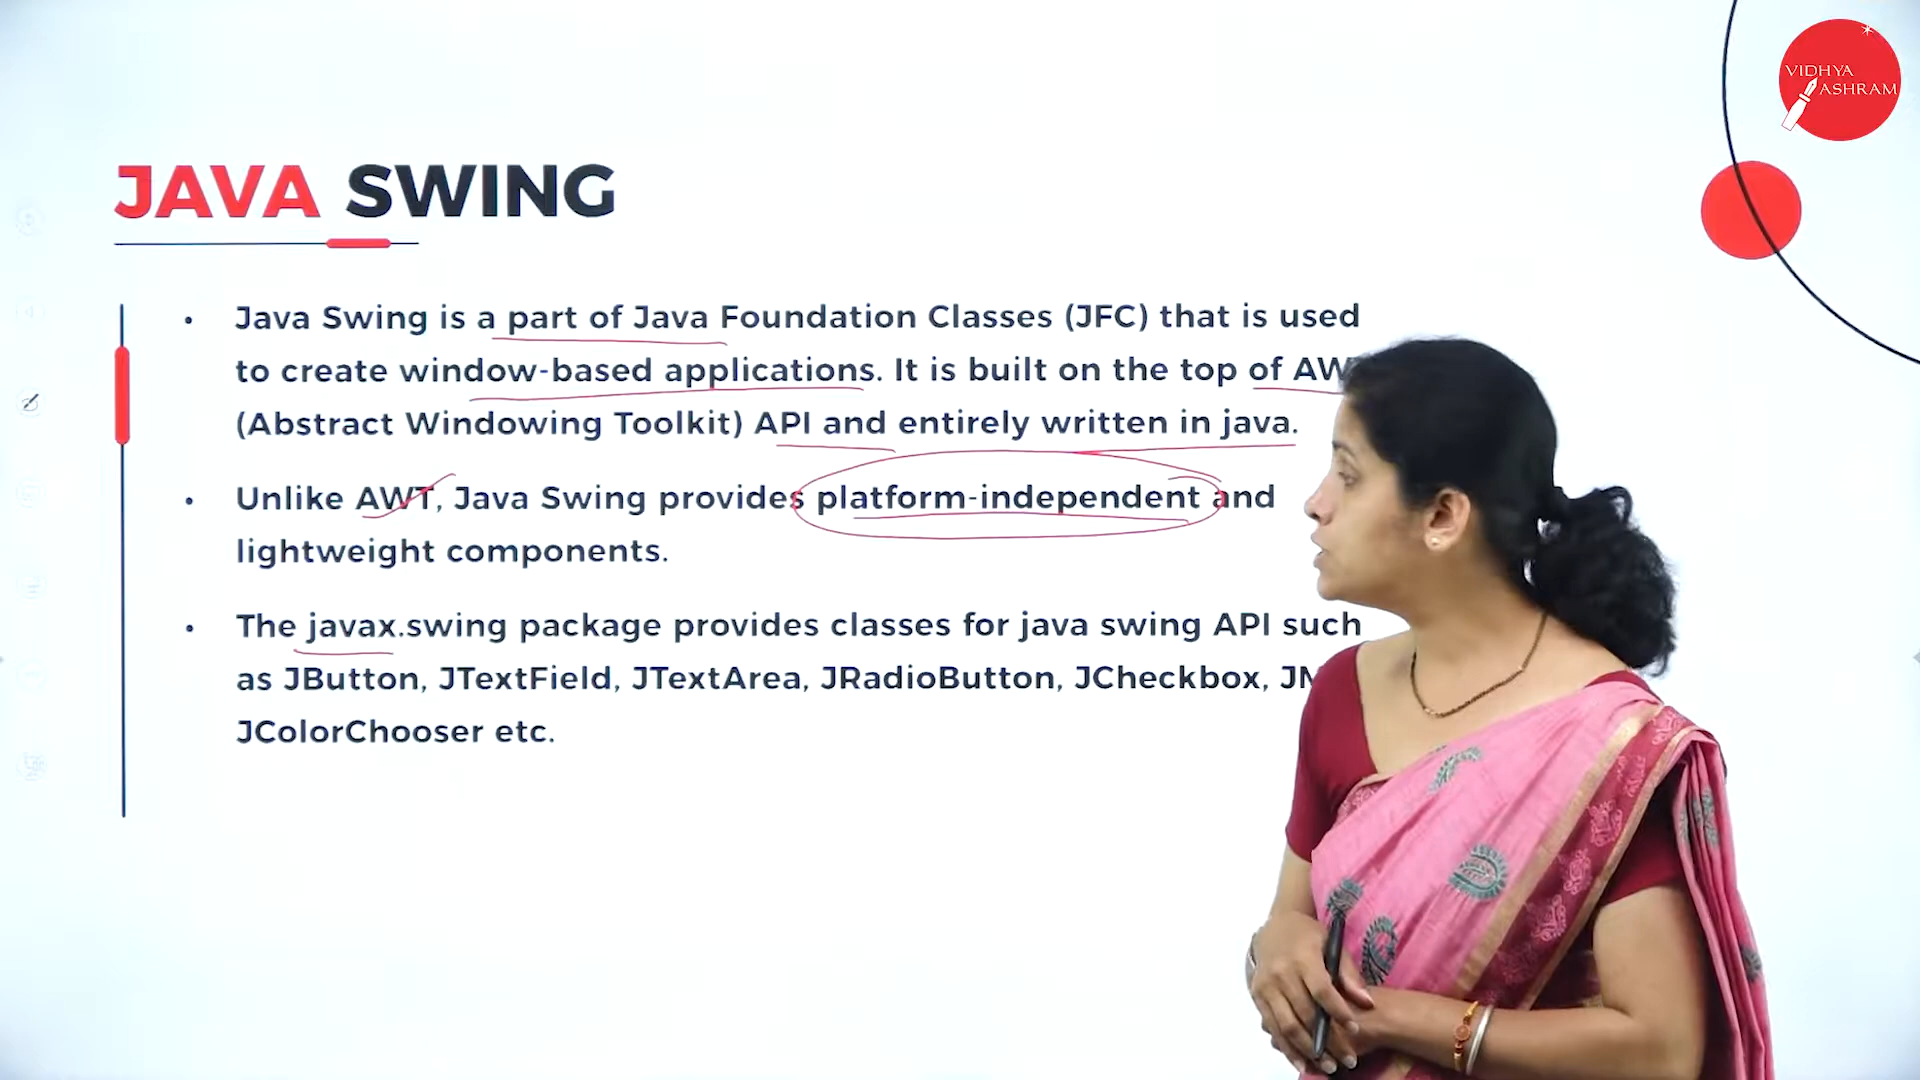 VIDHYA
ASHRAM
JAVA SWING
• Java Swing is a part of Java Foundation Classes (JFC) that is used
to create window-based applications. It is built on the top of
(Abstract Windowing Toolkit) API and entirely written in java.
• Unlike AWT, Java Swing provides platform-independent and
lightweight components.
• The javax.swing package provides classes for java swing API such
as JButton, JTextField, JTextArea, JRadioButton, JCheckbox,
JColorChooser etc.